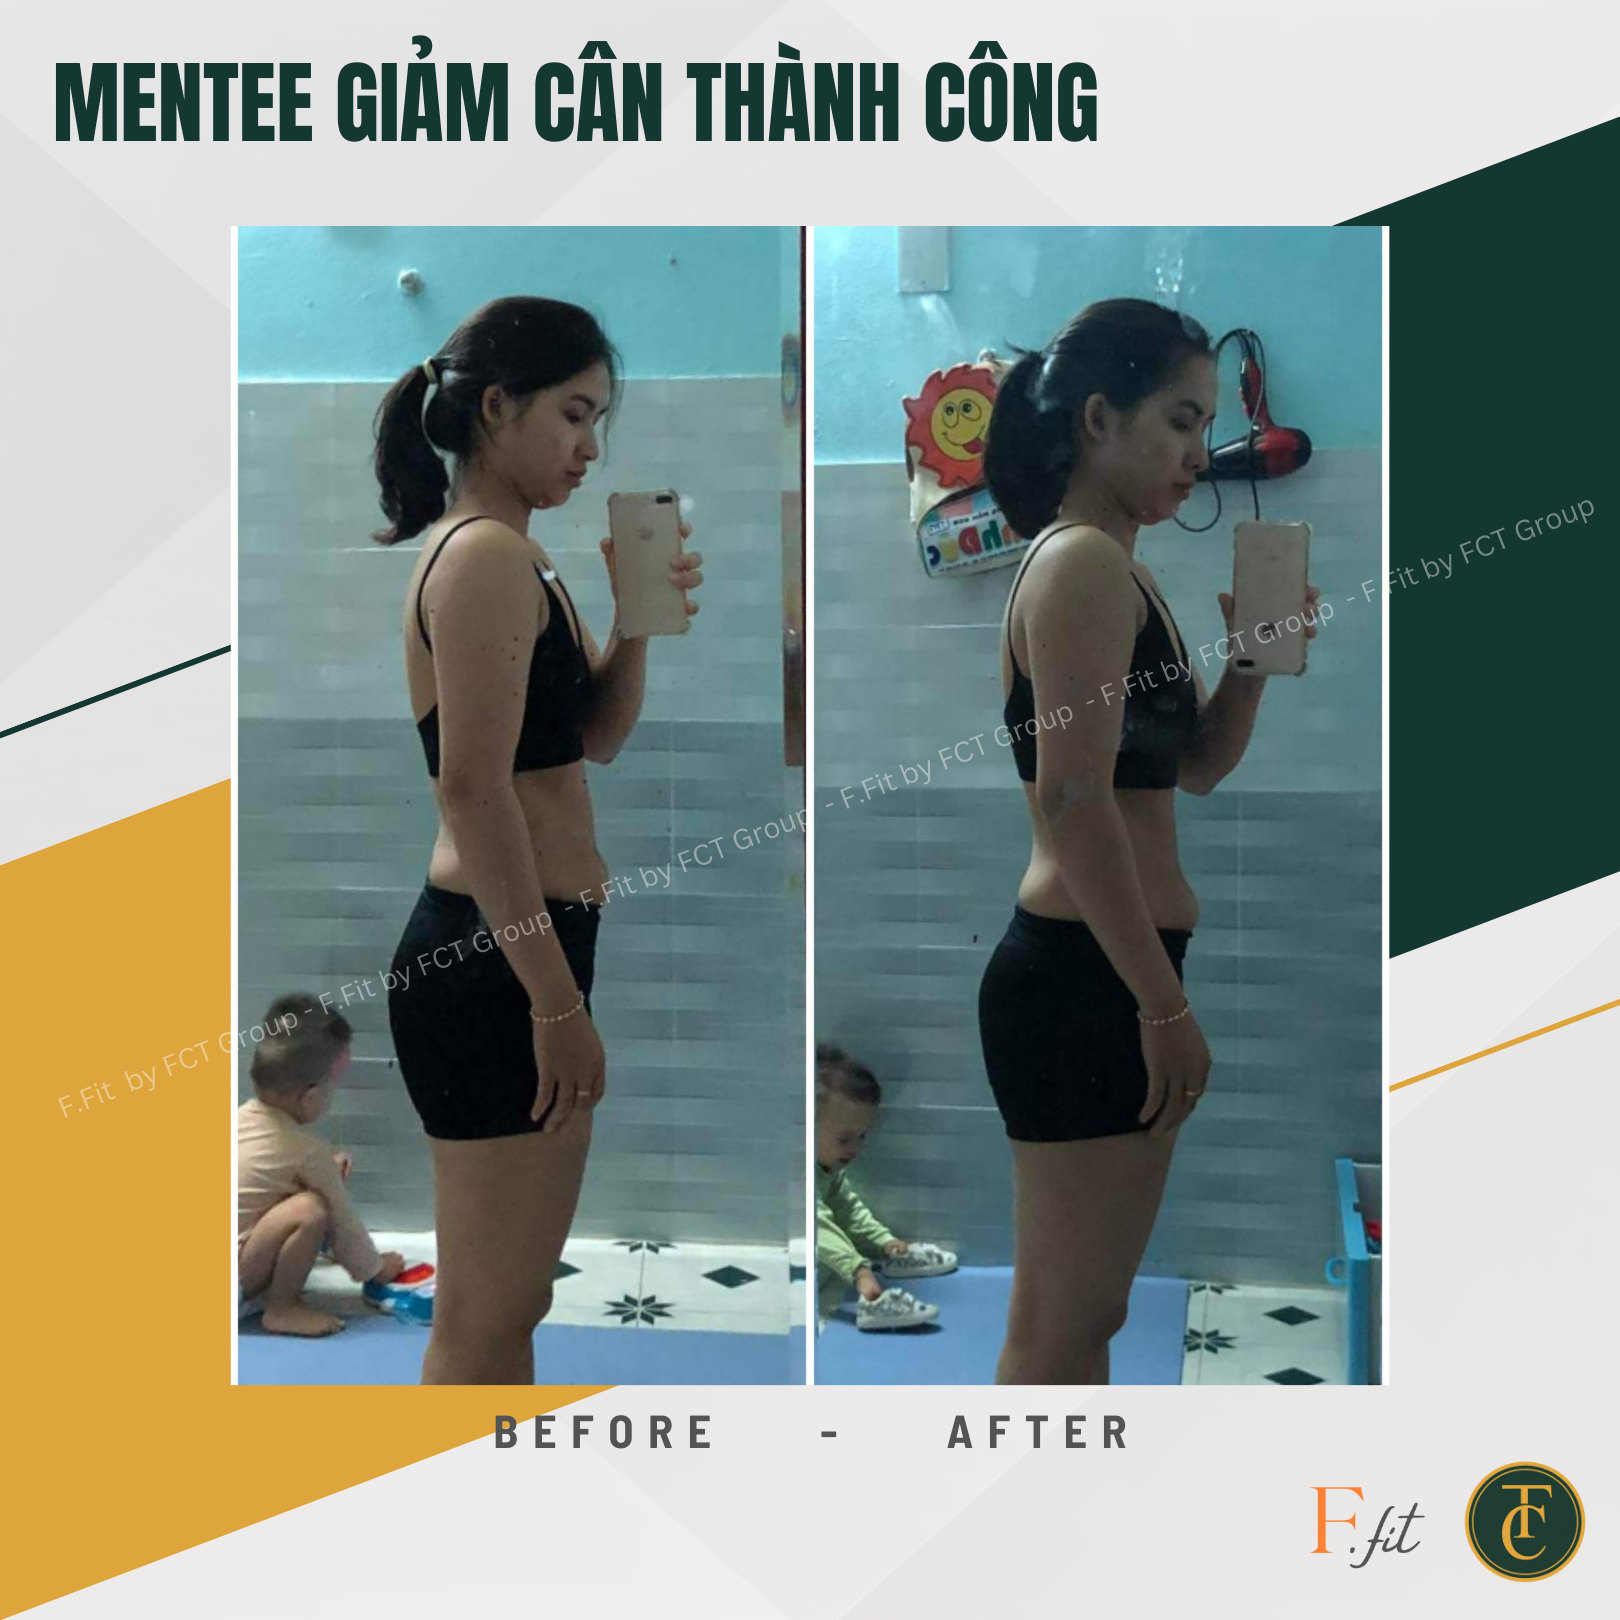 MENTEE GIẢM CÂN THÀNH CÔNG
F.Fit by FCT Group - F.Fit by FCT Group - F.Fit by FCT Group - F.Fit by FCT Group - F.Fit by FCT Group - F.Fit by FCT Group
BEFORE - AFTER
F.fit
TC